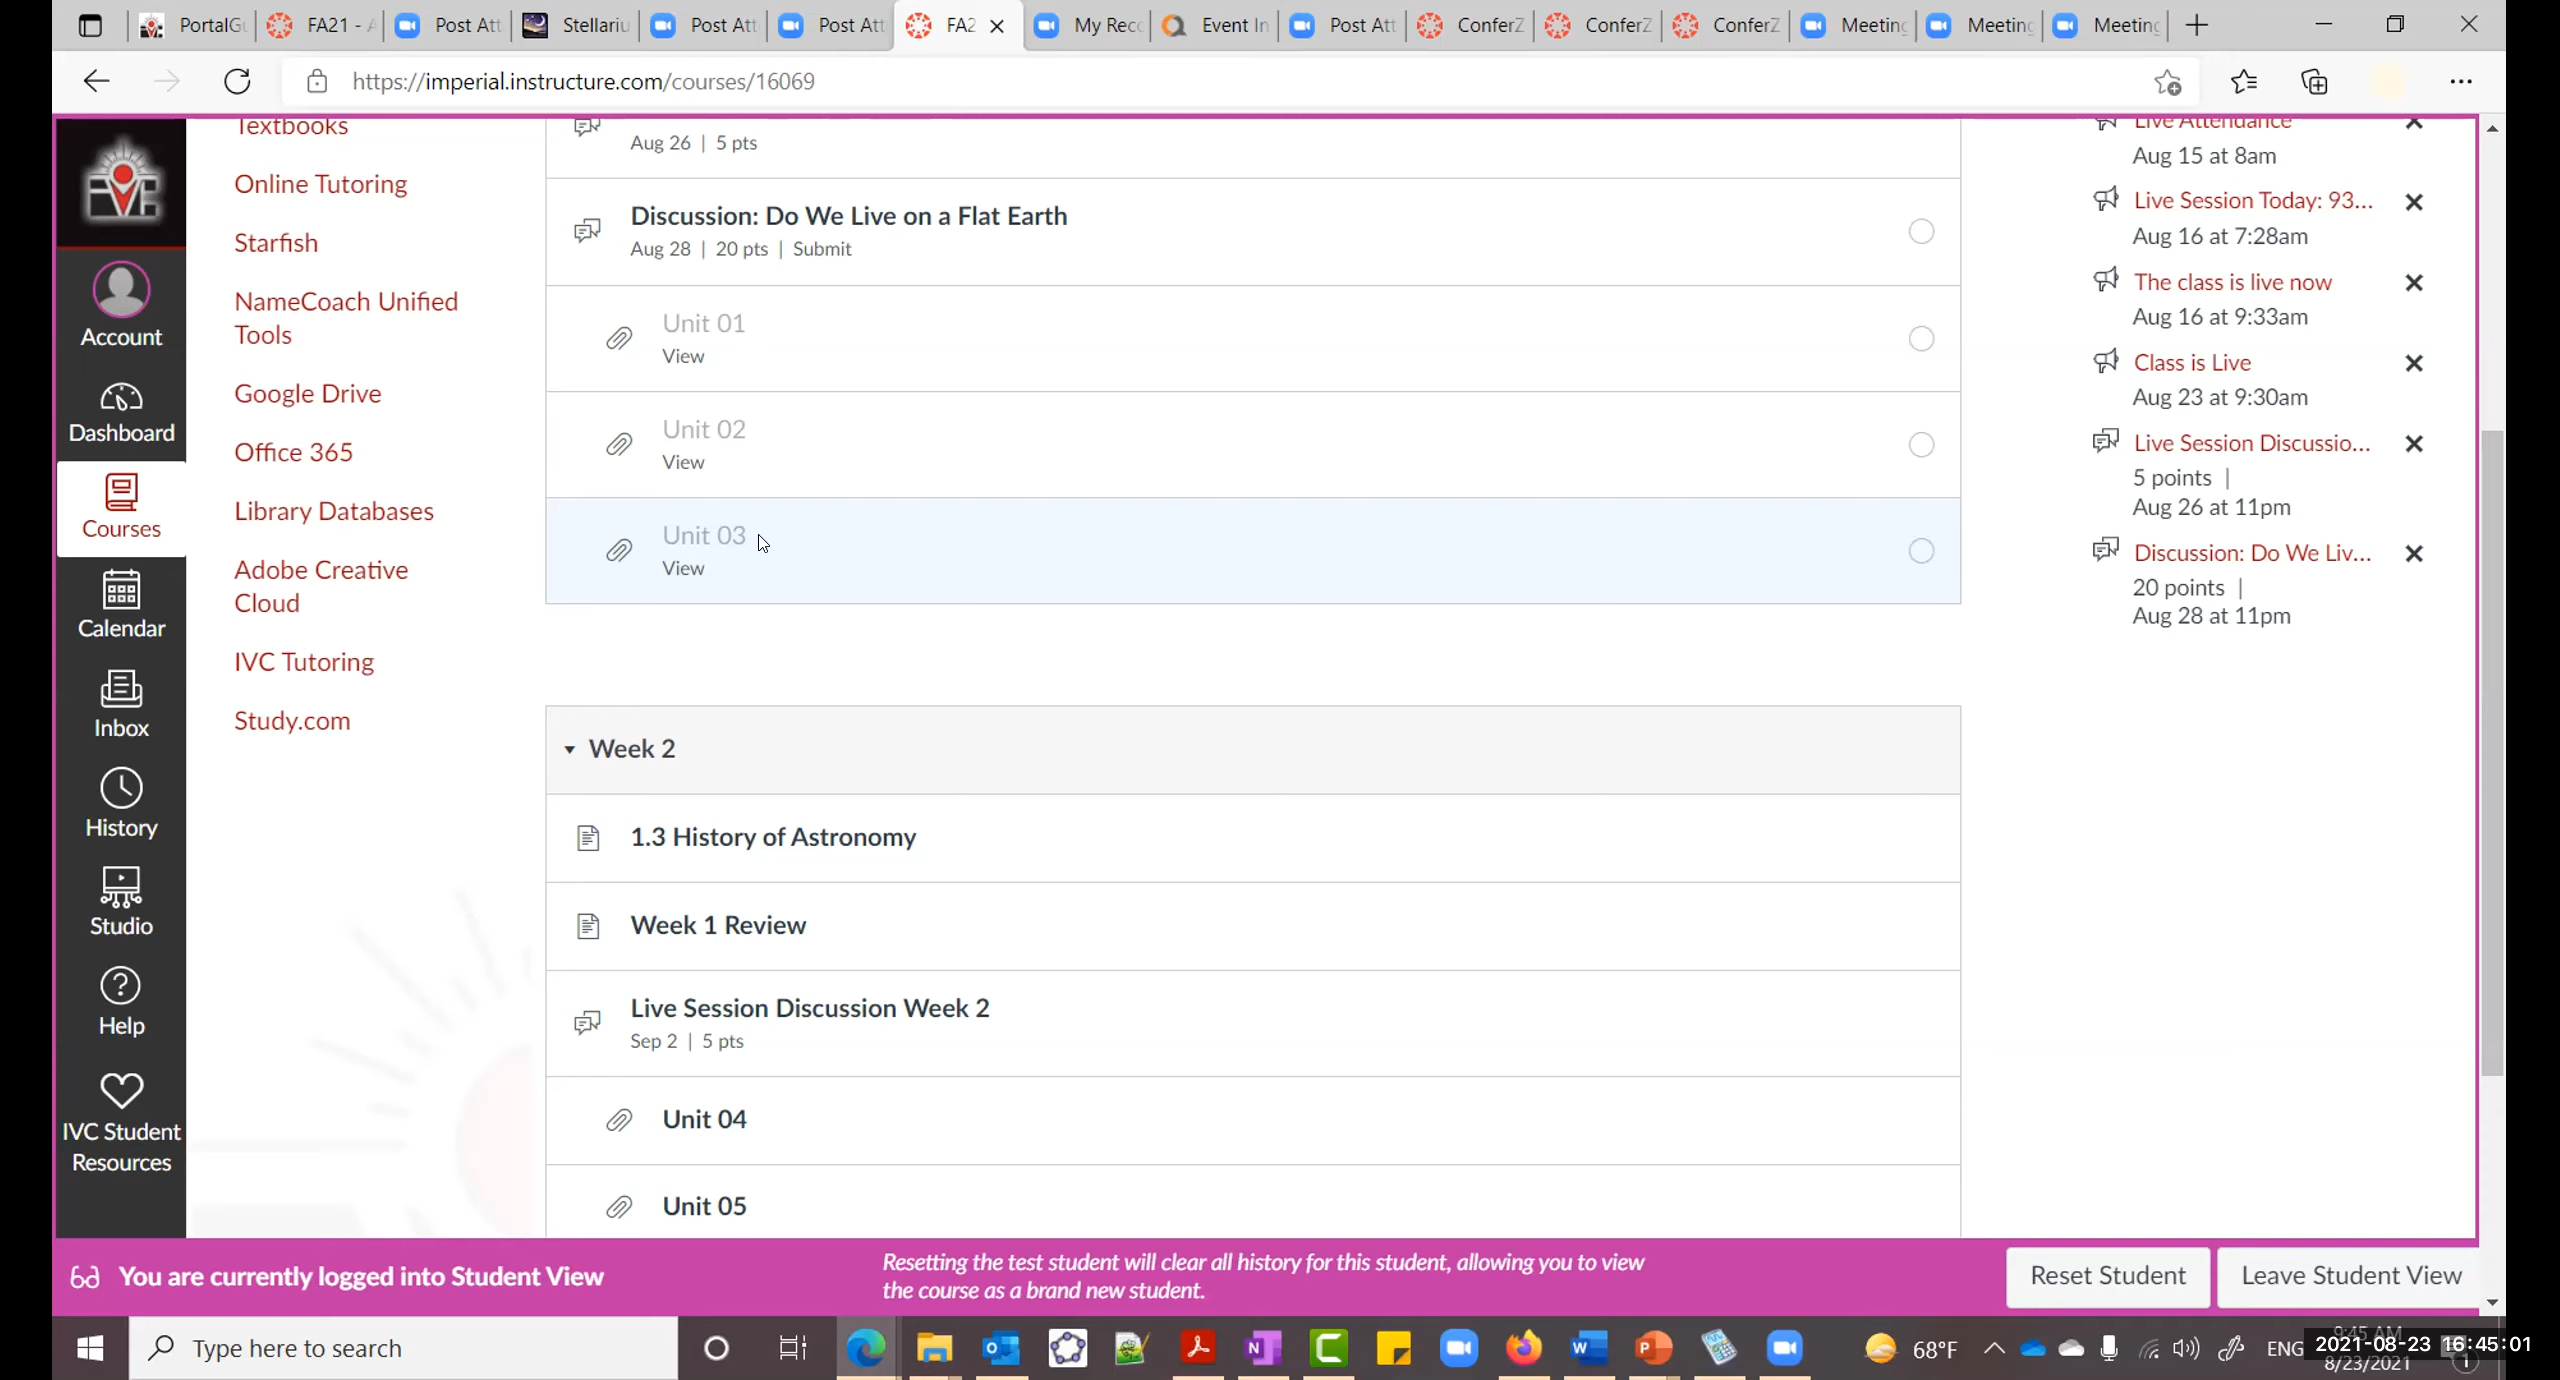 PortalGu
FA21 - A
Post Att
Stellariu
Post Att
Post Att
FA2
My Reco
Event In
Post Att
ConferZ
ConferZ
ConferZ
Meeting
Meeting
Meeting
https://imperial.instructure.com/courses/16069
IVC
Account
Dashboard
Courses
Calendar
Inbox
History
Studio
Help
IVC Student
Resources
Textbooks
Online Tutoring
Starfish
NameCoach Unified
Tools
Google Drive
Office 365
Library Databases
Adobe Creative
Cloud
IVC Tutoring
Study.com
Aug 26 | 5 pts
Discussion: Do We Live on a Flat Earth
Aug 28 | 20 pts | Submit
Unit 01
View
Unit 02
View
Unit 03
View
Week 2
1.3 History of Astronomy
Week 1 Review
Live Session Discussion Week 2
Sep 2 | 5 pts
Unit 04
Unit 05
Live Attendance
Aug 15 at 8am
Live Session Today: 93...
Aug 16 at 7:28am
The class is live now
Aug 16 at 9:33am
Class is Live
Aug 23 at 9:30am
Live Session Discussio...
5 points |
Aug 26 at 11pm
Discussion: Do We Liv...
20 points |
Aug 28 at 11pm
You are currently logged into Student View
Resetting the test student will clear all history for this student, allowing you to view
the course as a brand new student.
Reset Student
Leave Student View
Type here to search
68°F
ENG
9:45 AM
2021-08-23 16:45:01
8/23/2021
1